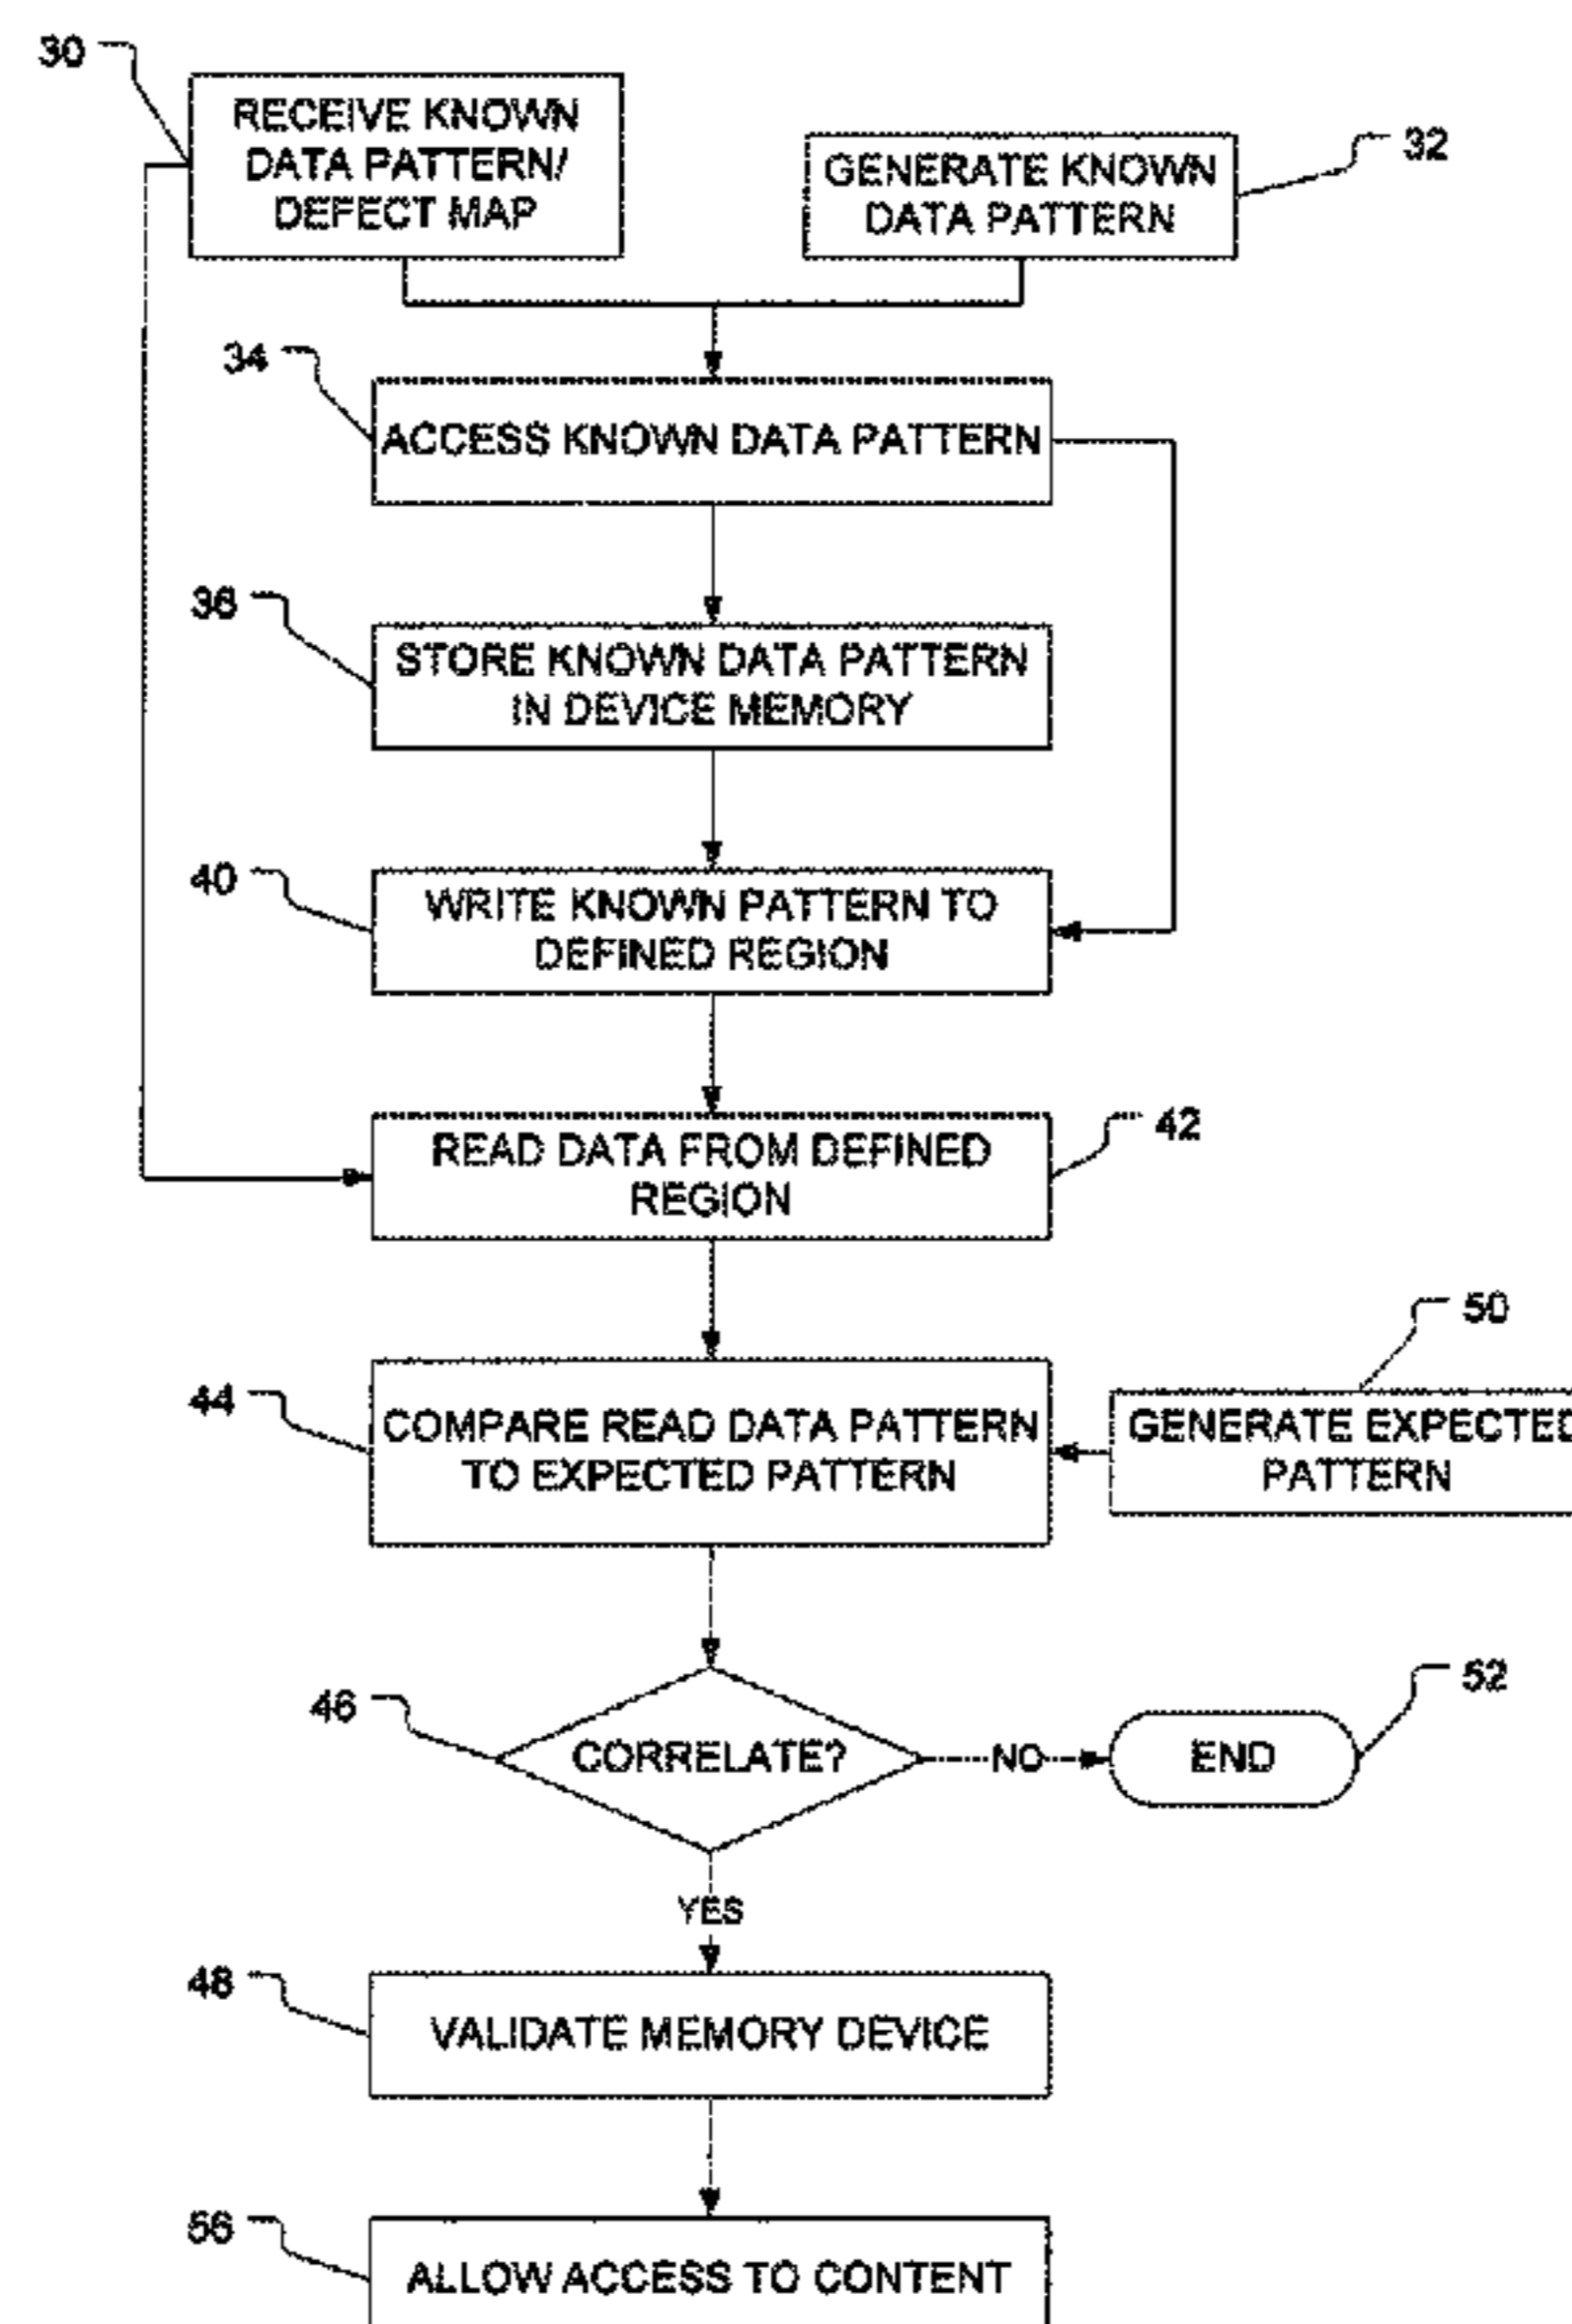 30
RECEIVE KNOWN
DATA PATTERN/
DEFECT MAP
GENERATE KNOWN
DATA PATTERN
32
34
ACCESS KNOWN DATA PATTERN
36
STORE KNOWN DATA PATTERN
IN DEVICE MEMORY
40
WRITE KNOWN PATTERN TO
DEFINED REGION
READ DATA FROM DEFINED
REGION
42
44
COMPARE READ DATA PATTERN
TO EXPECTED PATTERN
50
GENERATE EXPECTED
PATTERN
46
CORRELATE?
NO
END
52
YES
48
VALIDATE MEMORY DEVICE
ALLOW ACCESS TO CONTENT